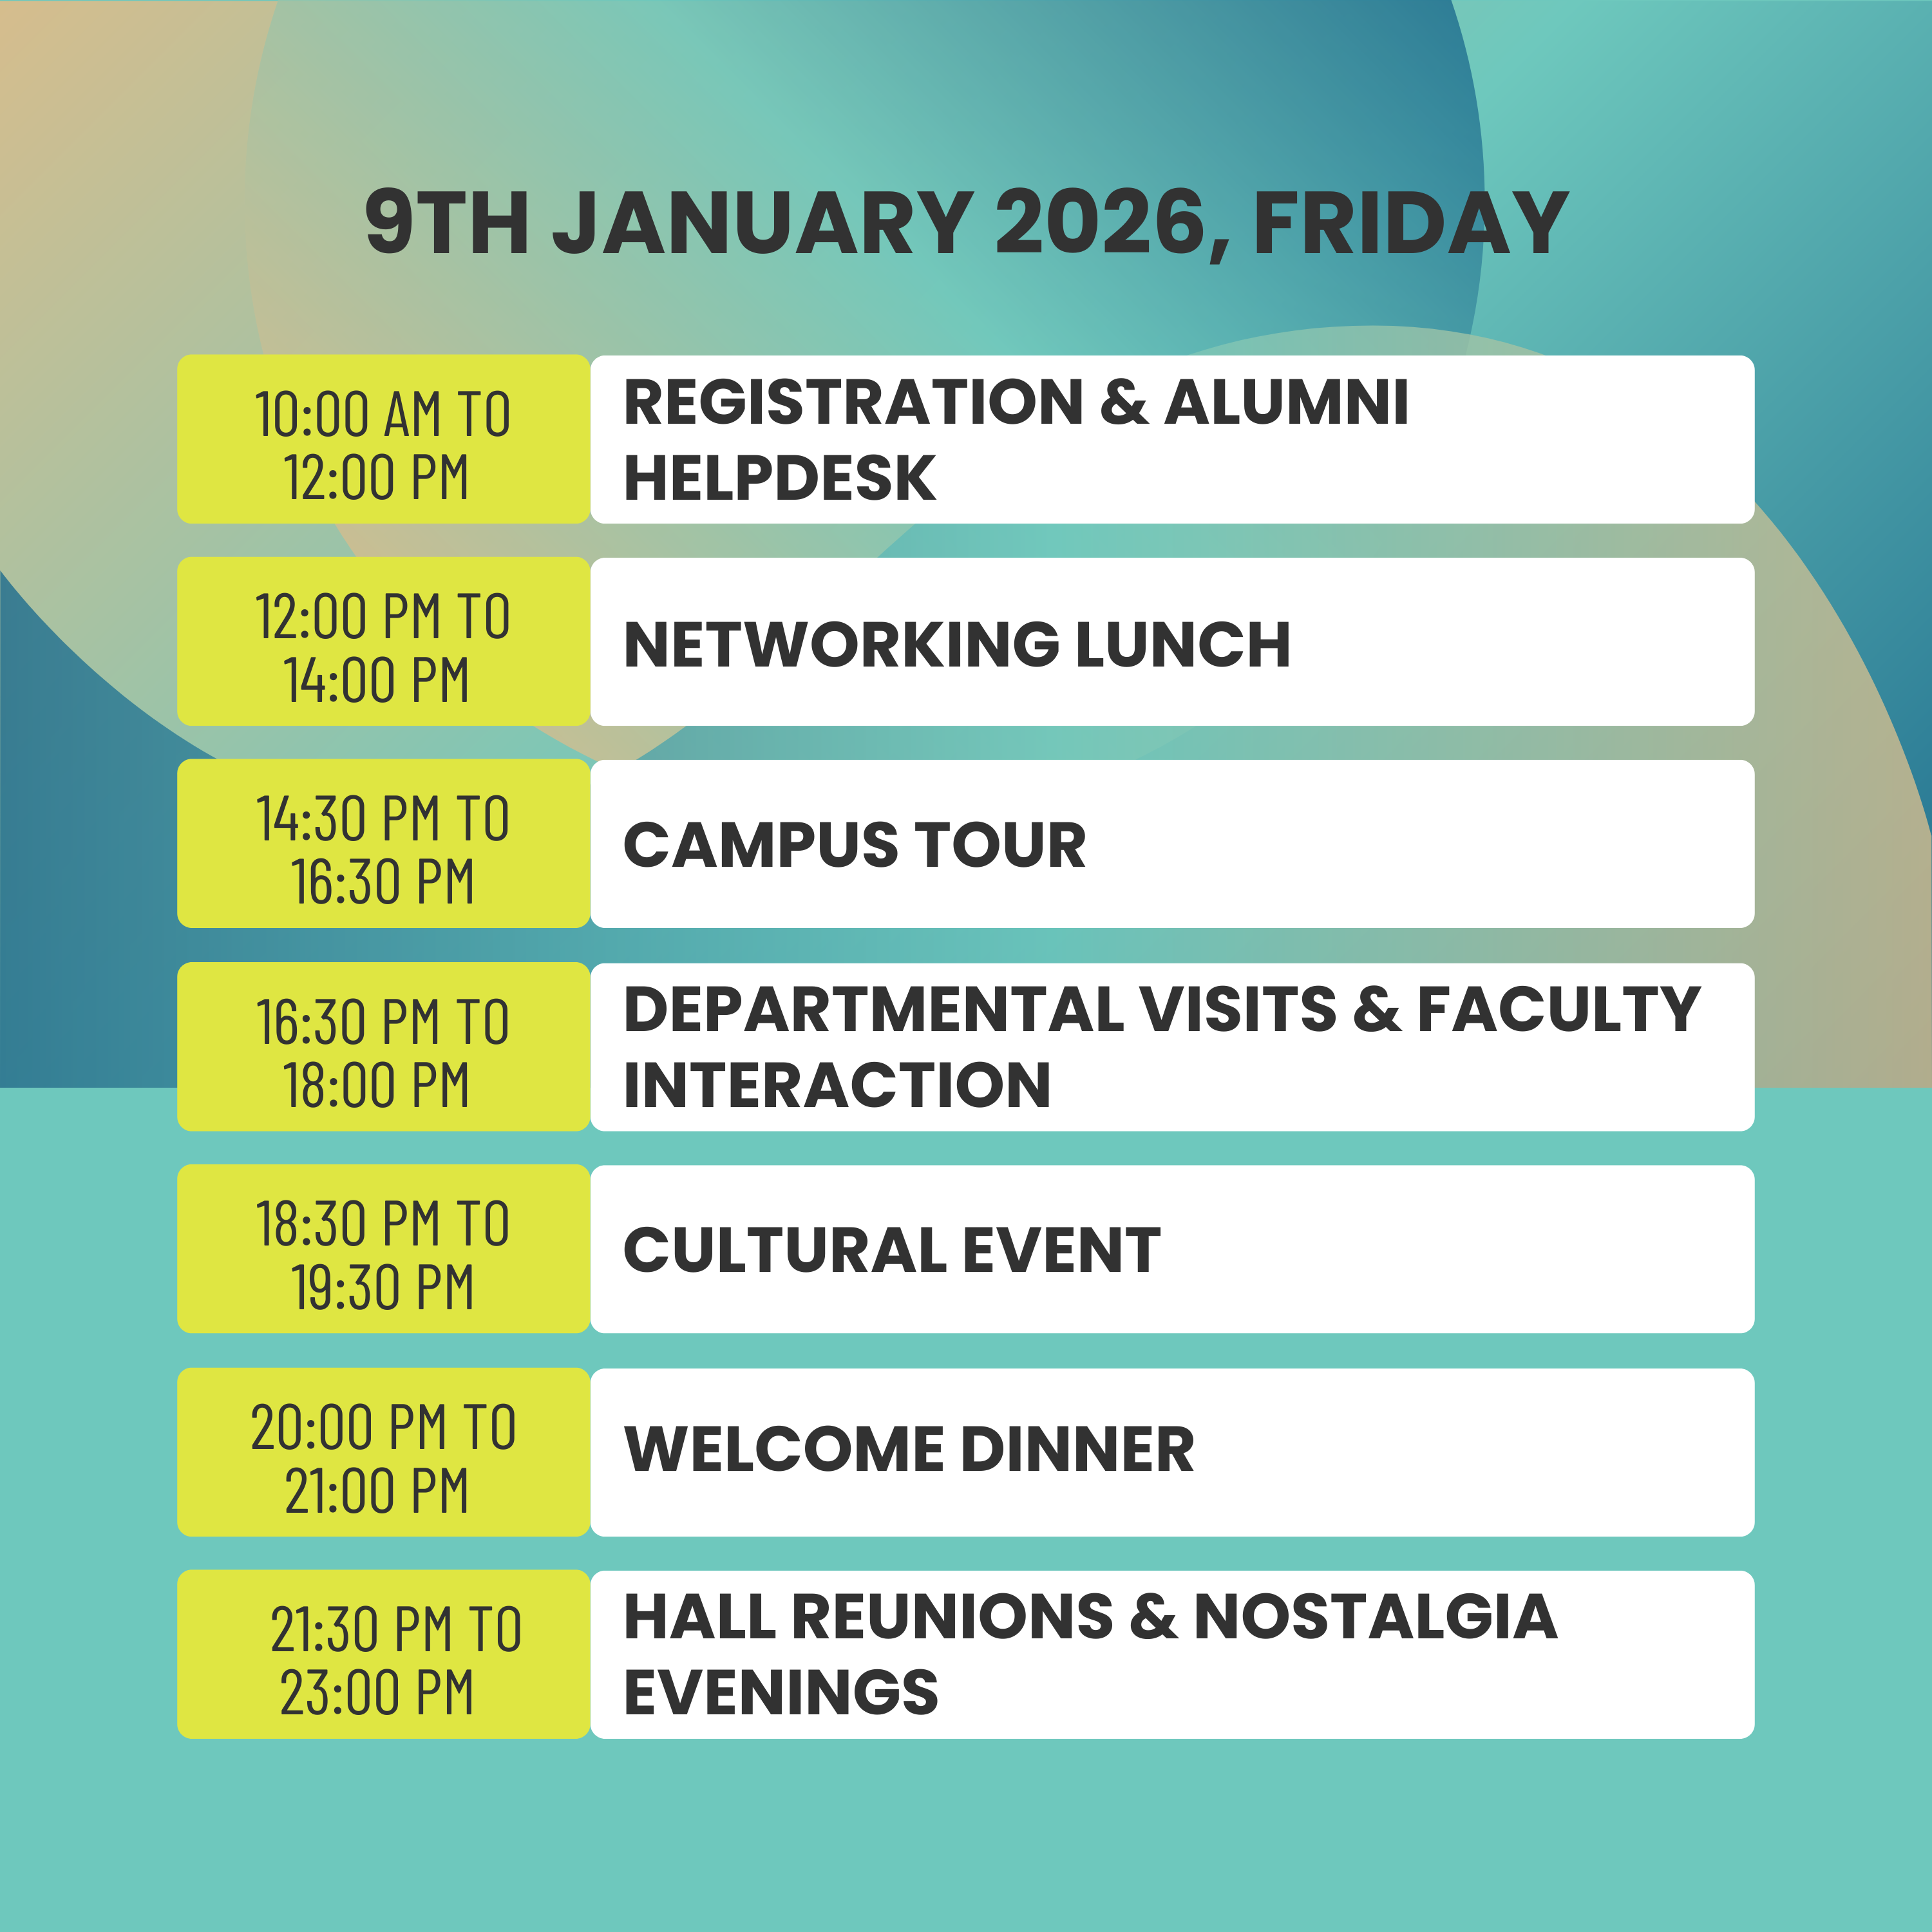 9TH JANUARY 2026, FRIDAY
10:00 AM TO
12:00 PM
REGISTRATION & ALUMNI
HELPDESK
12:00 PM TO
14:00 PM
NETWORKING LUNCH
14:30 PM TO
16:30 PM
CAMPUS TOUR
16:30 PM TO
18:00 PM
DEPARTMENTAL VISITS & FACULTY
INTERACTION
18:30 PM TO
19:30 PM
CULTURAL EVENT
20:00 PM TO
21:00 PM
WELCOME DINNER
21:30 PM TO
23:00 PM
HALL REUNIONS & NOSTALGIA
EVENINGS